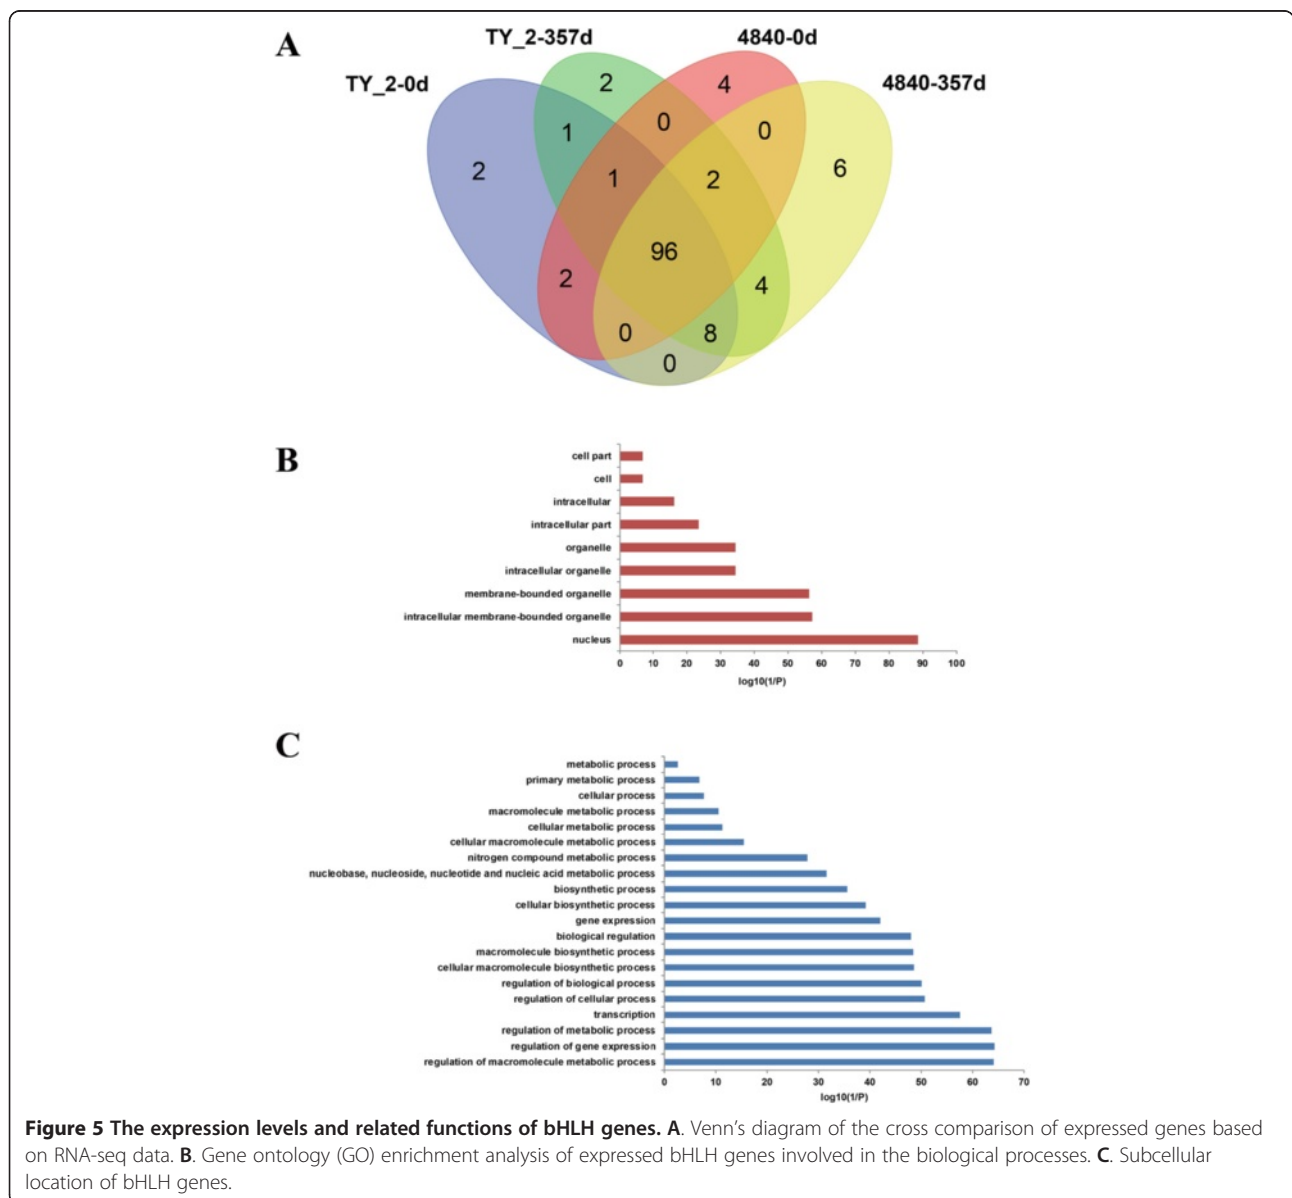 A
TY_2-0d
TY_2-357d
4840-0d
4840-357d
2
4
0
0
1
2
6
1
2
96
2
4
0
8
0
B
cell part
cell
intracellular
intracellular part
organelle
intracellular organelle
membrane-bounded organelle
intracellular membrane-bounded organelle
nucleus
0 10 20 30 40 50 60 70 80 90 100
log10(1/P)
C
metabolic process
primary metabolic process
cellular process
macromolecule metabolic process
cellular metabolic process
cellular macromolecule metabolic process
nitrogen compound metabolic process
nucleobase, nucleoside, nucleotide and nucleic acid metabolic process
biosynthetic process
cellular biosynthetic process
gene expression
biological regulation
macromolecule biosynthetic process
cellular macromolecule biosynthetic process
regulation of biological process
regulation of cellular process
transcription
regulation of metabolic process
regulation of gene expression
regulation of macromolecule metabolic process
0 10 20 30 40 50 60 70
log10(1/P)
Figure 5 The expression levels and related functions of bHLH genes. A. Venn's diagram of the cross comparison of expressed genes based
on RNA-seq data. B. Gene ontology (GO) enrichment analysis of expressed bHLH genes involved in the biological processes. C. Subcellular
location of bHLH genes.